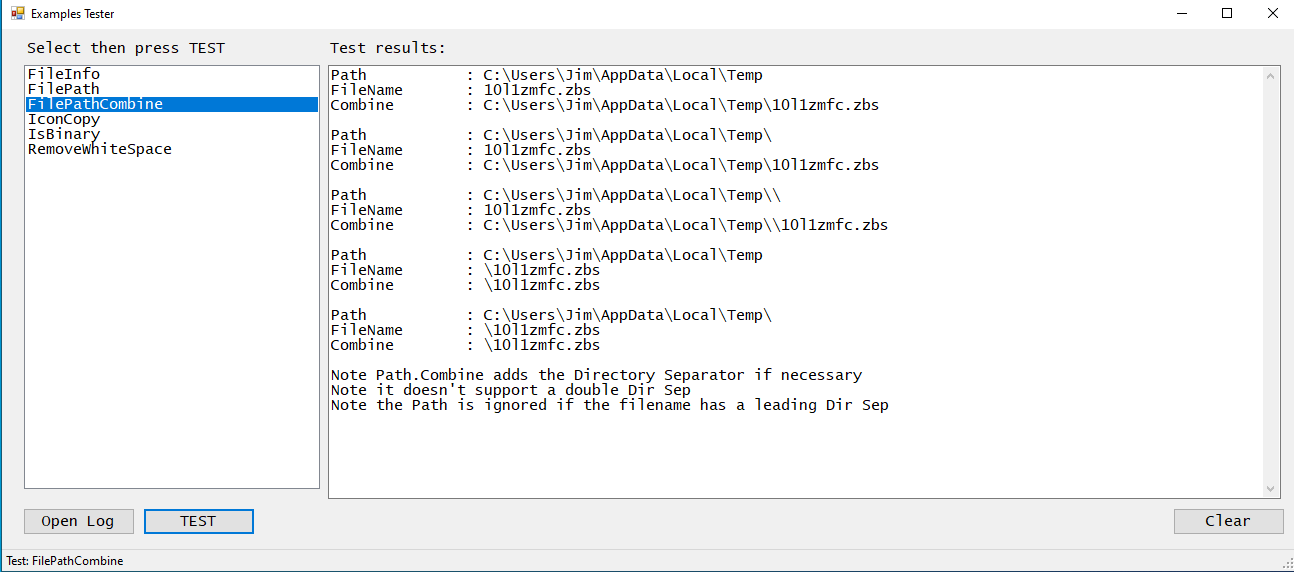 Examples Tester
Select then press TEST
Test results:
FileInfo
FilePath
FilePathCombine
IconCopy
IsBinary
RemoveWhiteSpace
Path : C:\Users\Jim\AppData\Local\Temp
FileName : 10l1zmfc.zbs
Combine : C:\Users\Jim\AppData\Local\Temp\10l1zmfc.zbs
Path : C:\Users\Jim\AppData\Local\Temp\
FileName : 10l1zmfc.zbs
Combine : C:\Users\Jim\AppData\Local\Temp\10l1zmfc.zbs
Path : C:\Users\Jim\AppData\Local\Temp\\
FileName : 10l1zmfc.zbs
Combine : C:\Users\Jim\AppData\Local\Temp\\10l1zmfc.zbs
Path : C:\Users\Jim\AppData\Local\Temp
FileName : \10l1zmfc.zbs
Combine : \10l1zmfc.zbs
Path : C:\Users\Jim\AppData\Local\Temp\
FileName : \10l1zmfc.zbs
Combine : \10l1zmfc.zbs
Note Path.Combine adds the Directory Separator if necessary
Note it doesn't support a double Dir Sep
Note the Path is ignored if the filename has a leading Dir Sep
Open Log
TEST
Clear
Test: FilePathCombine